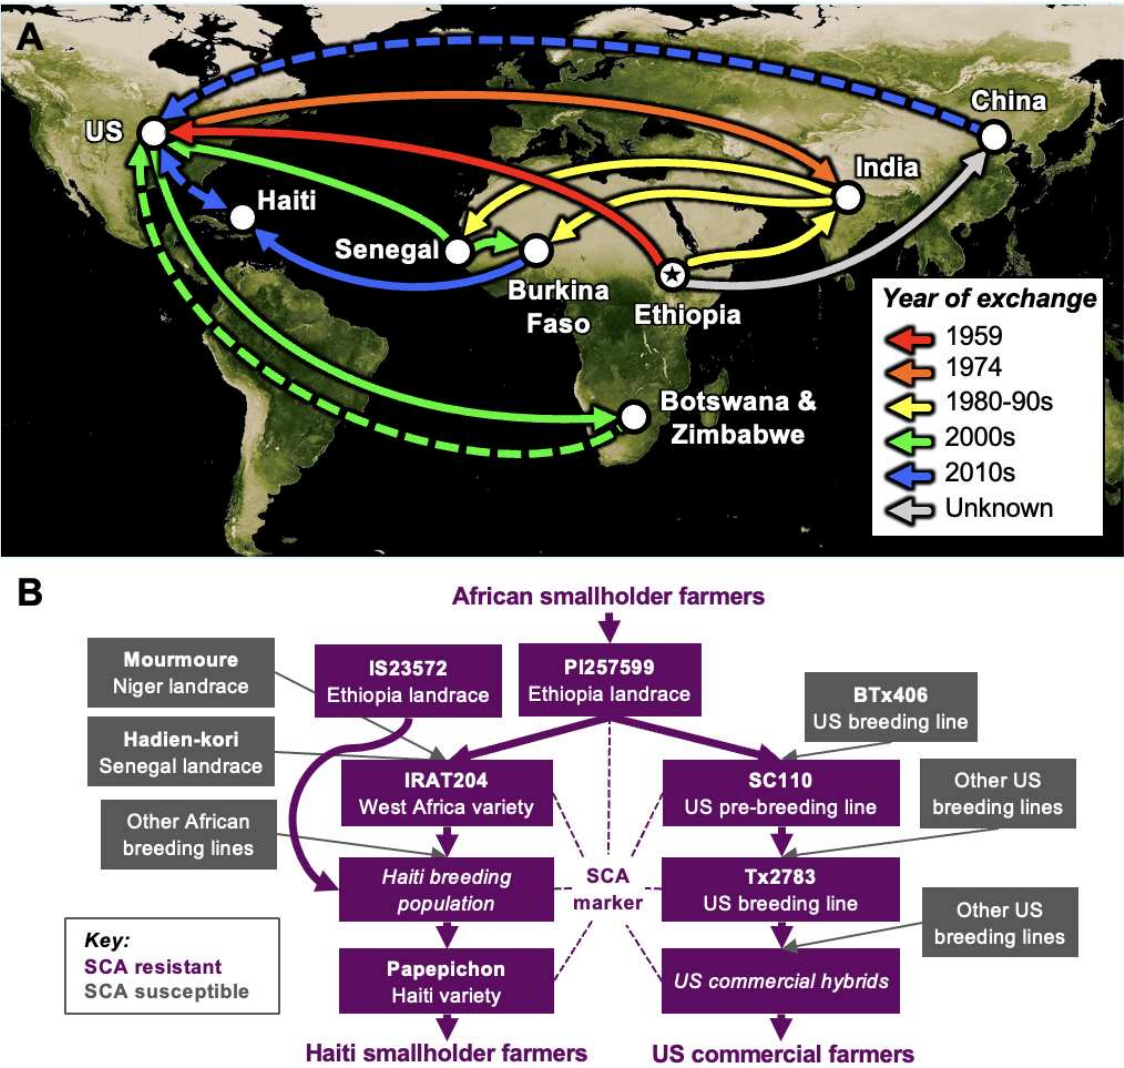 A
US
China
India
Haiti
Senegal
Burkina
Faso
Ethiopia
Botswana &
Zimbabwe
Year of exchange
1959
1974
1980-90s
2000s
2010s
Unknown
B
African smallholder farmers
Mourmoure
Niger landrace
IS23572
Ethiopia landrace
PI257599
Ethiopia landrace
BTx406
US breeding line
Hadien-kori
Senegal landrace
IRAT204
West Africa variety
SC110
US pre-breeding line
Other US
breeding lines
Other African
breeding lines
Haiti breeding
population
SCA
marker
Tx2783
US breeding line
Other US
breeding lines
Key:
SCA resistant
SCA susceptible
Papepichon
Haiti variety
US commercial hybrids
Haiti smallholder farmers
US commercial farmers